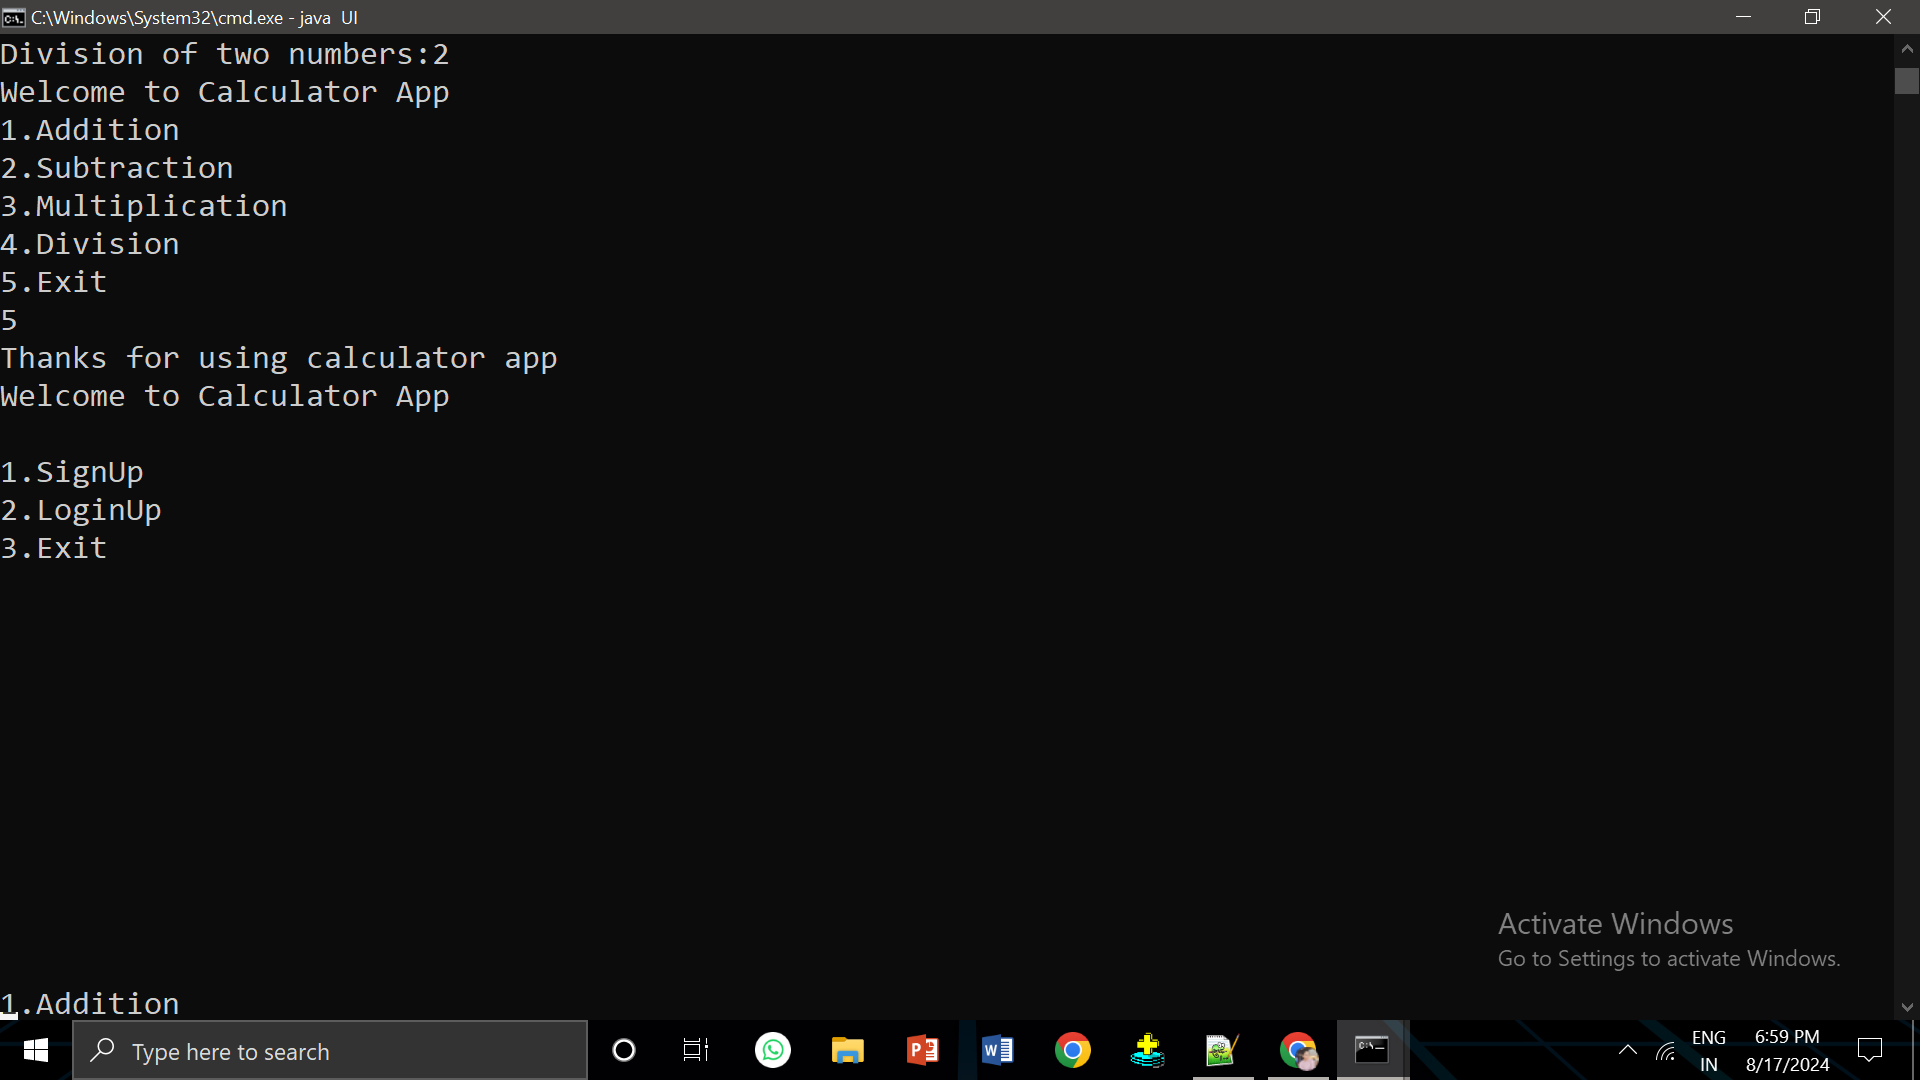 C:\Windows\System32\cmd.exe - java  UI
Division of two numbers:2
Welcome to Calculator App
1.Addition
2.Subtraction
3.Multiplication
4.Division
5.Exit
5
Thanks for using calculator app
Welcome to Calculator App
1.SignUp
2.LoginUp
3.Exit
Activate Windows
Go to Settings to activate Windows.
1.Addition
Type here to search
ENG
IN
6:59 PM
8/17/2024